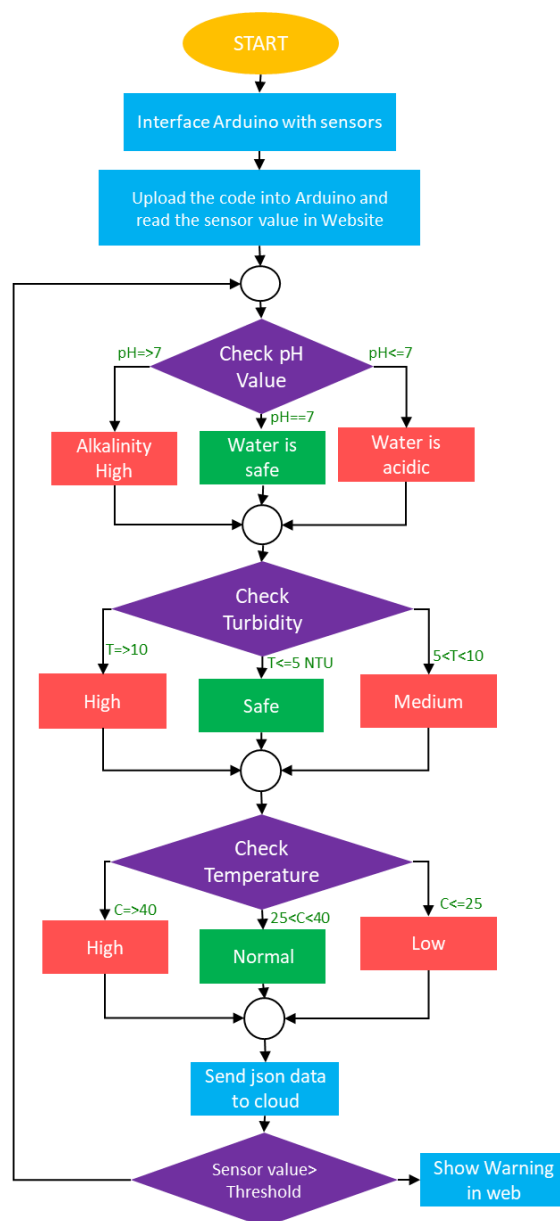 START
Interface Arduino with sensors
Upload the code into Arduino and
read the sensor value in Website
Check pH
Value
pH=>7
pH<=7
pH==7
Alkalinity
High
Water is
safe
Water is
acidic
Check
Turbidity
T=>10
T<=5 NTU
5<T<10
High
Safe
Medium
Check
Temperature
C=>40
25<C<40
C<=25
High
Normal
Low
Send json data
to cloud
Sensor value>
Threshold
Show Warning
in web